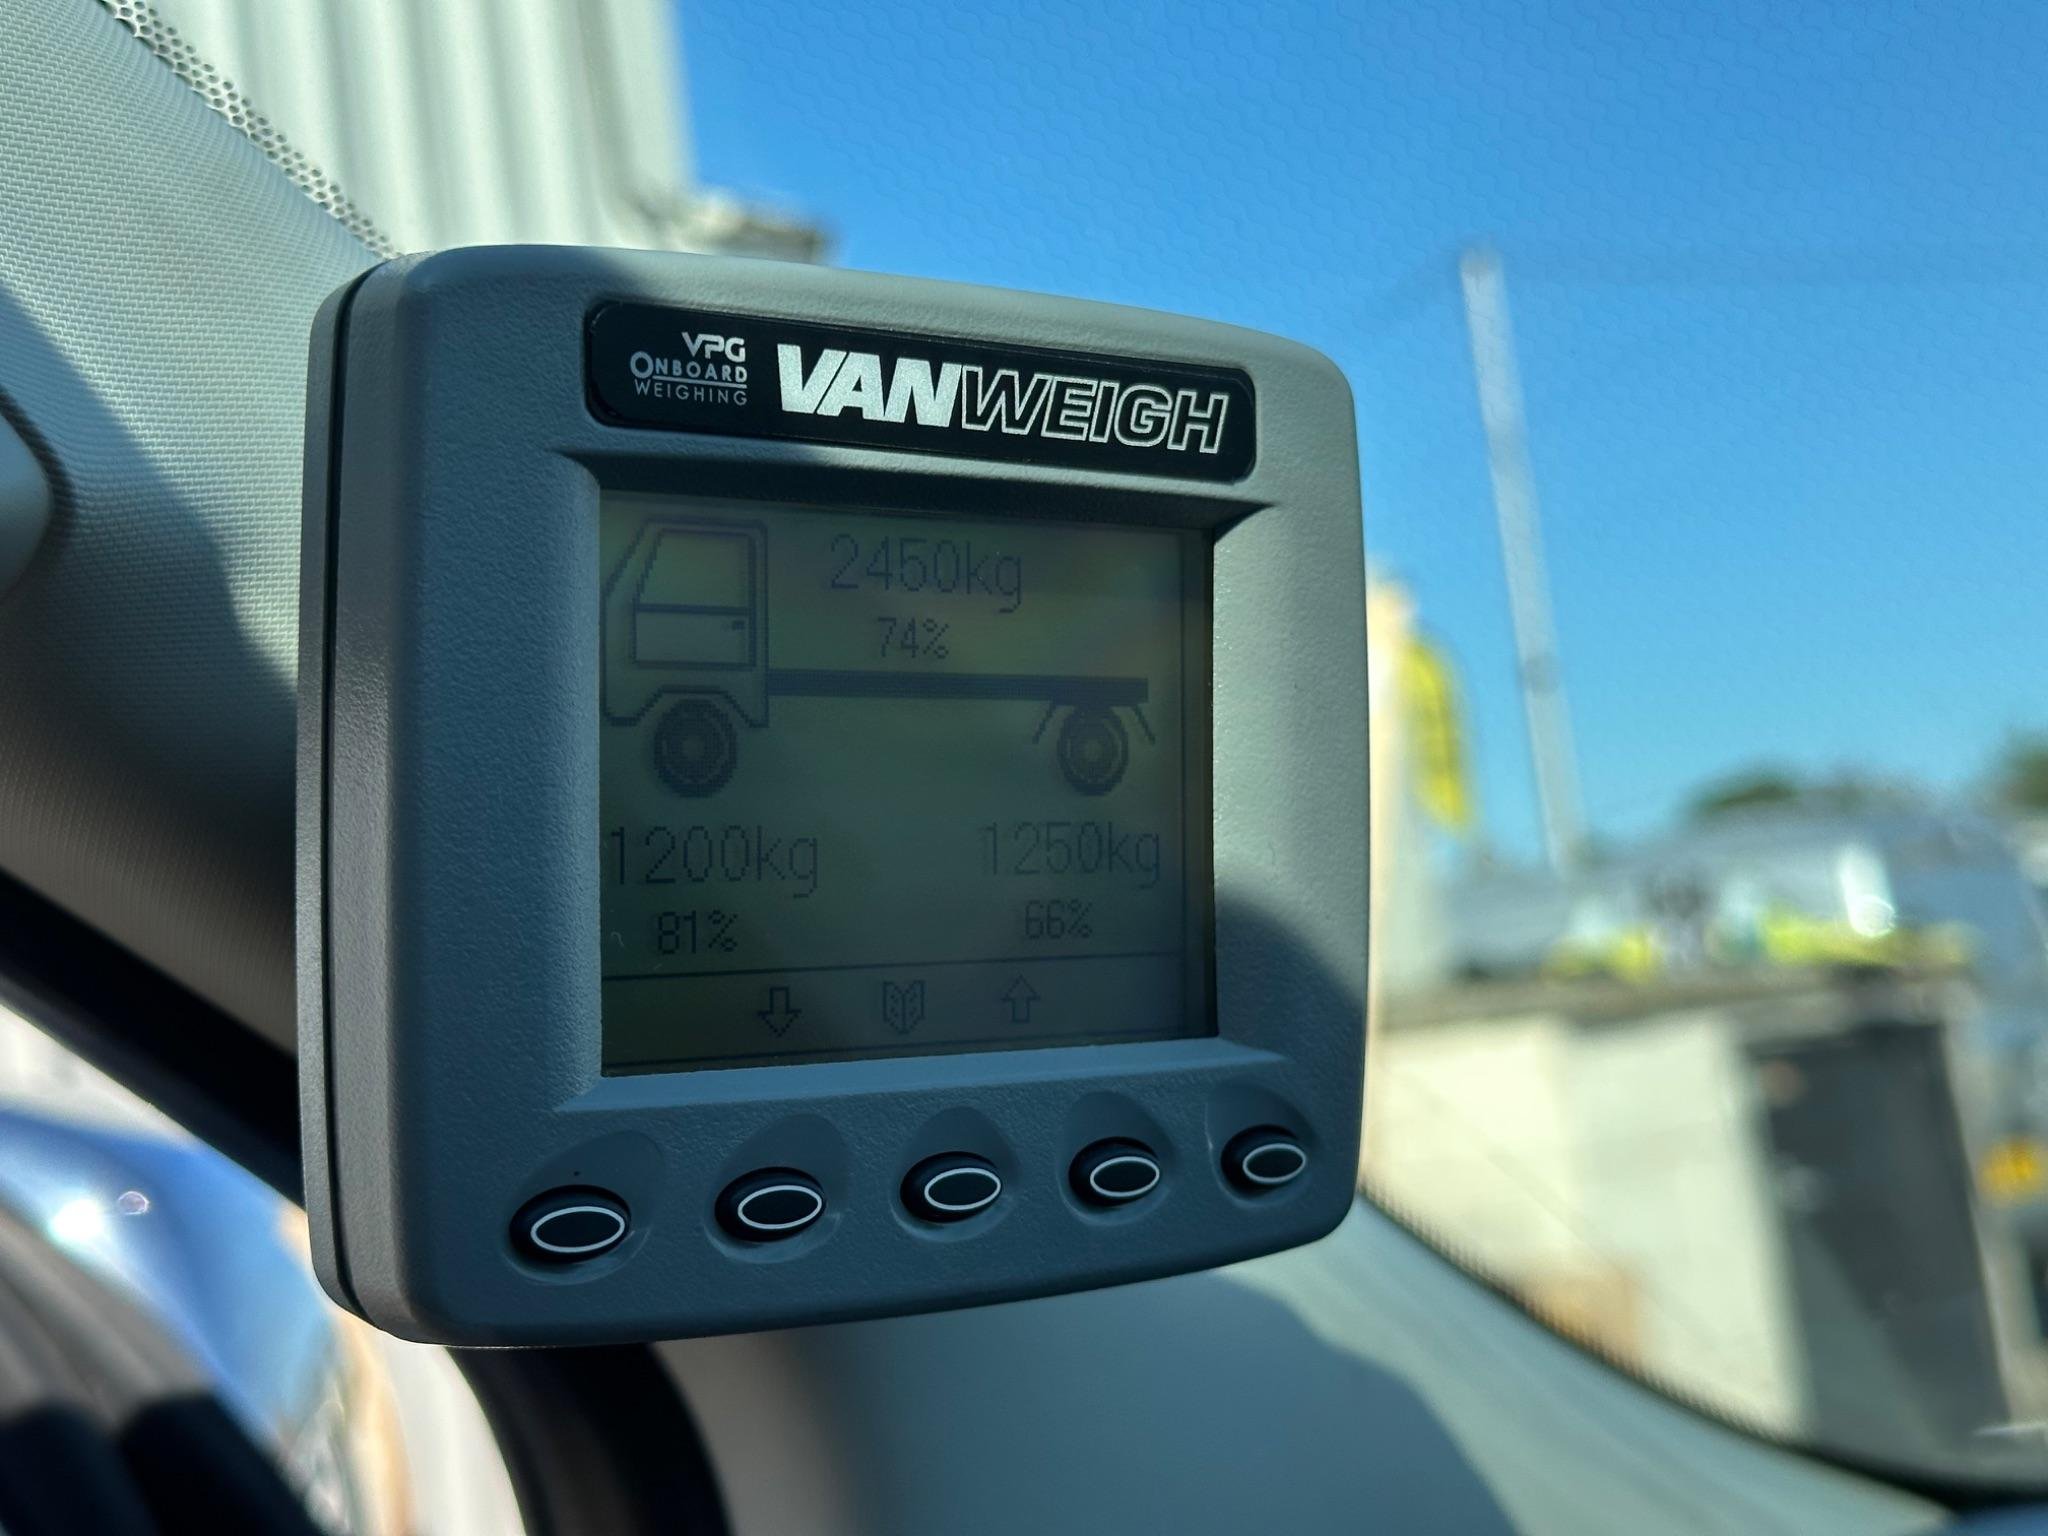 VPG
ONBOARD
WEIGHING
VANWEIGH
2450kg
74%
1200kg
1250kg
81%
66%